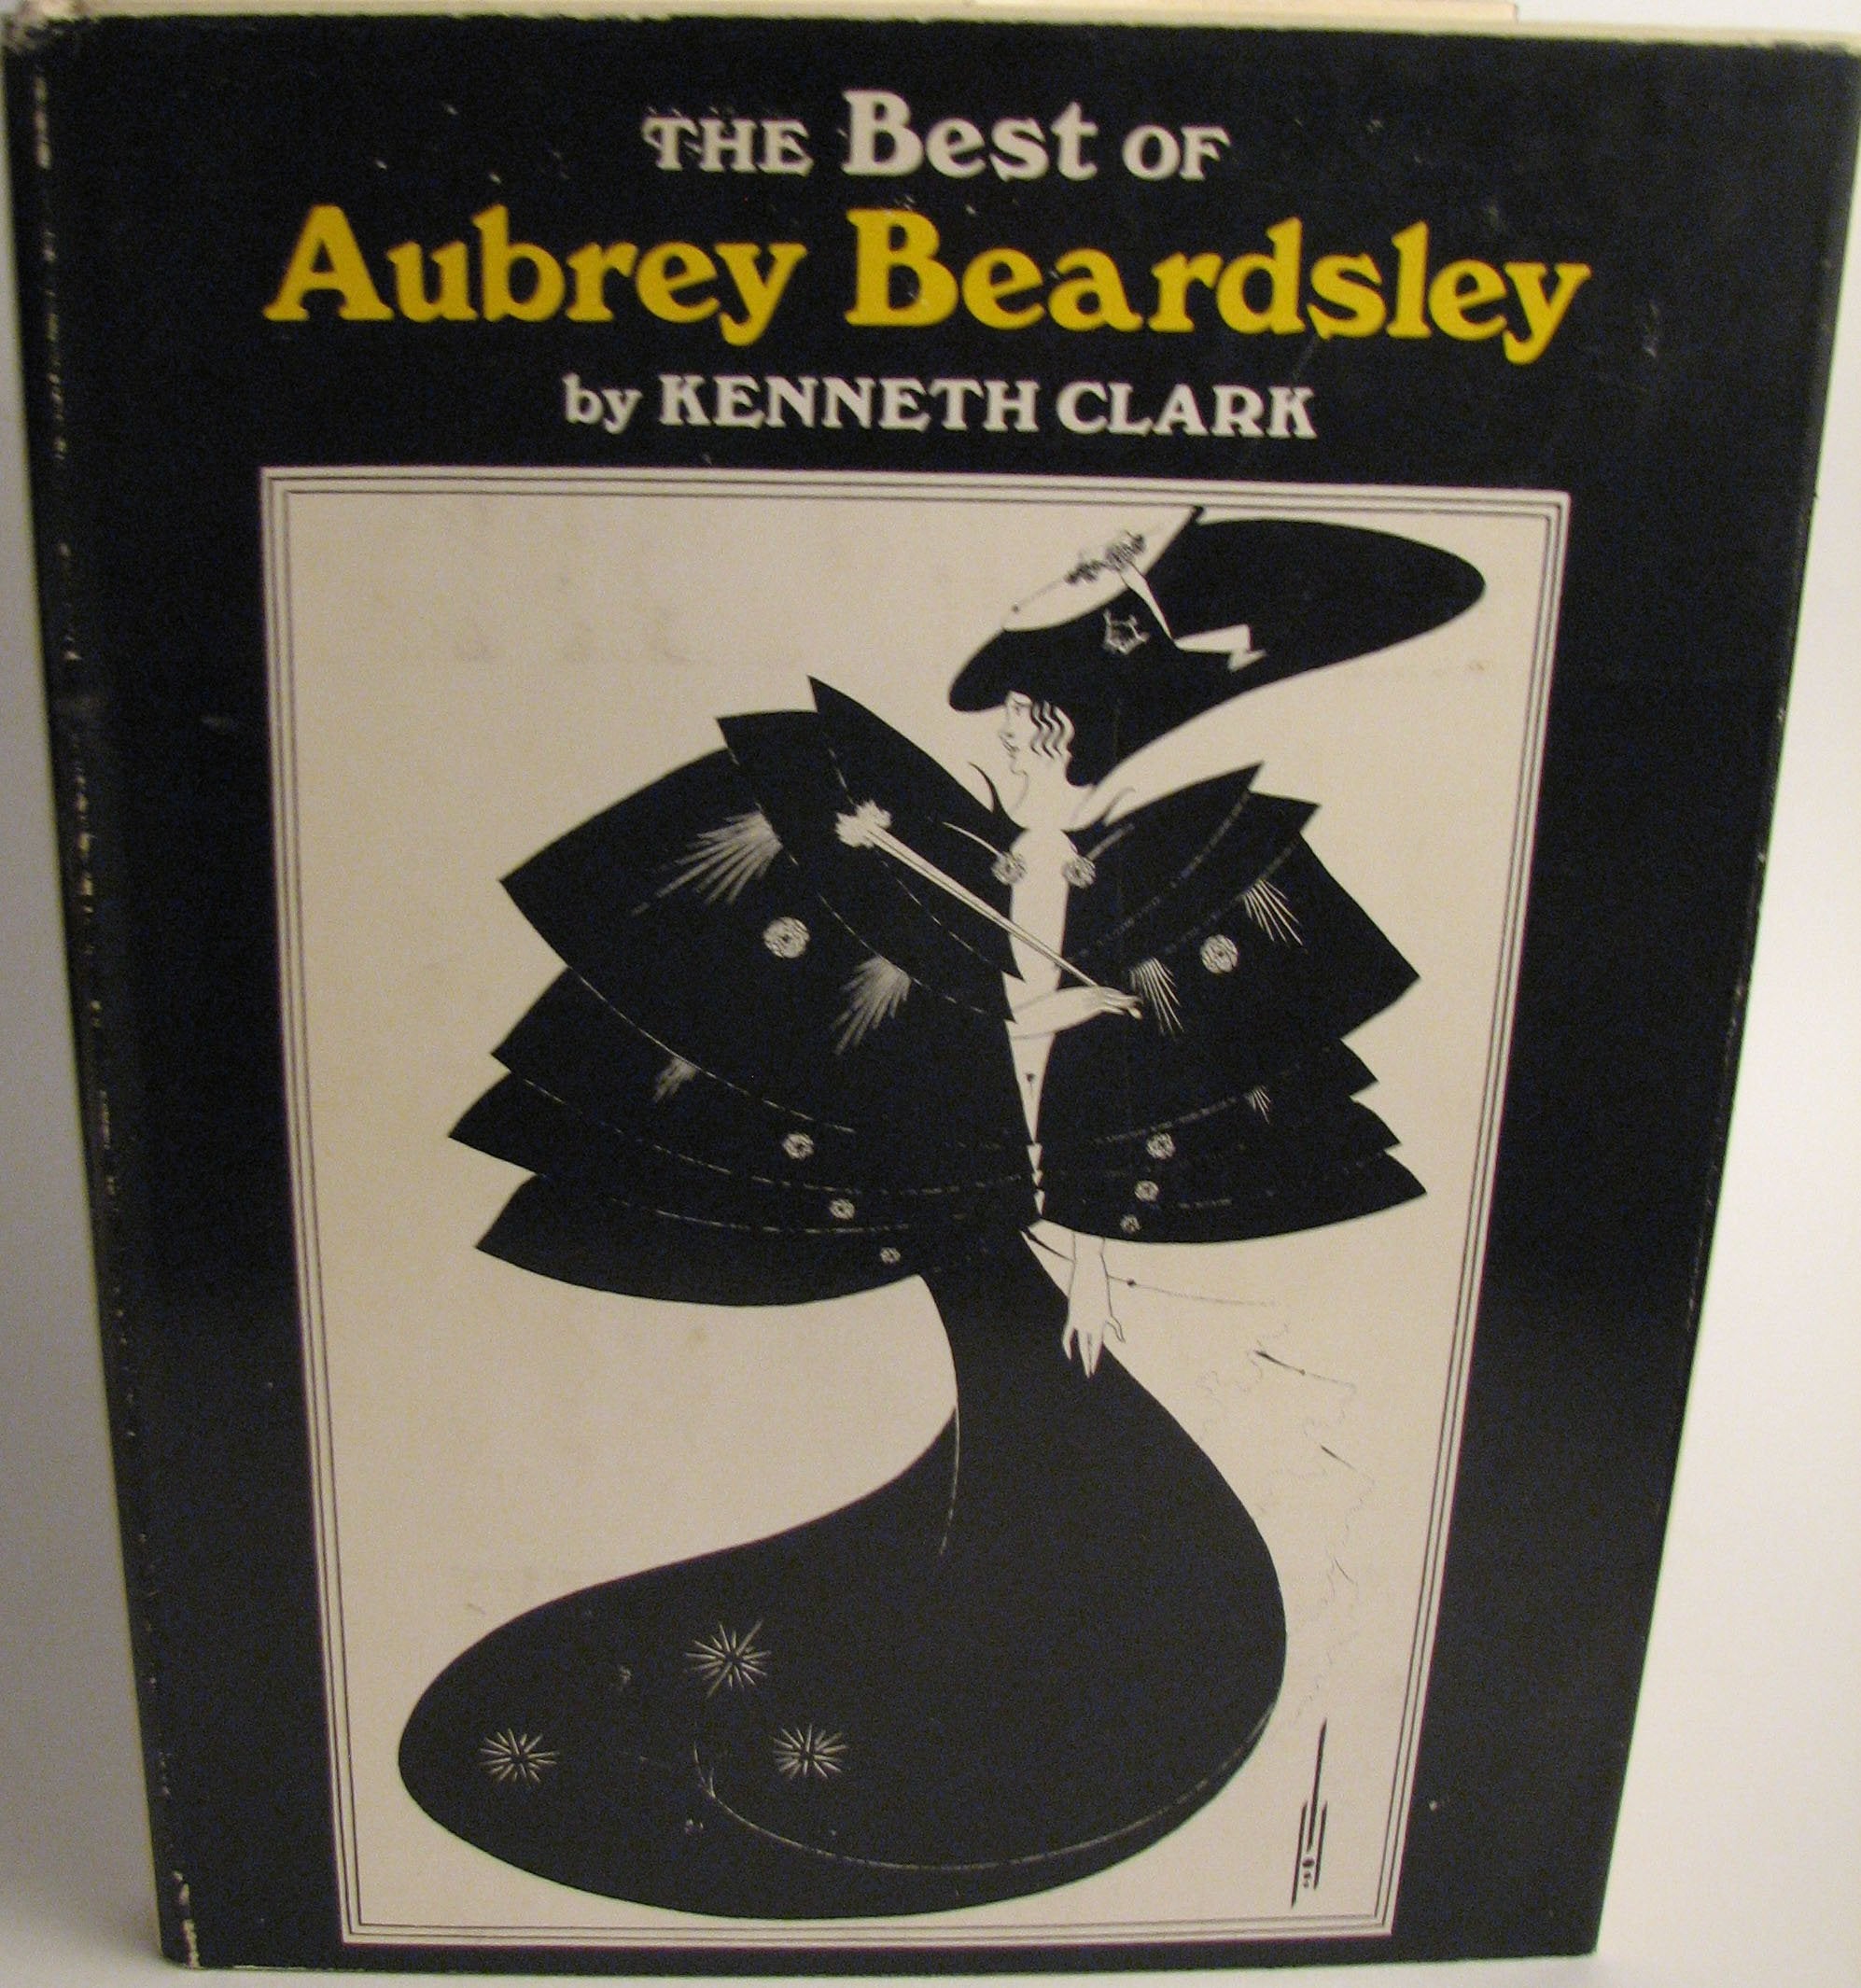 THE Best OF
Aubrey Beardsley
by KENNETH CLARK